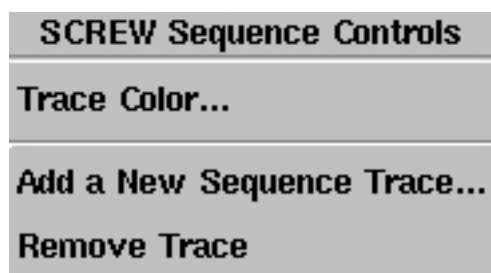 SCREW Sequence Controls
Trace Color...
Add a New Sequence Trace...
Remove Trace